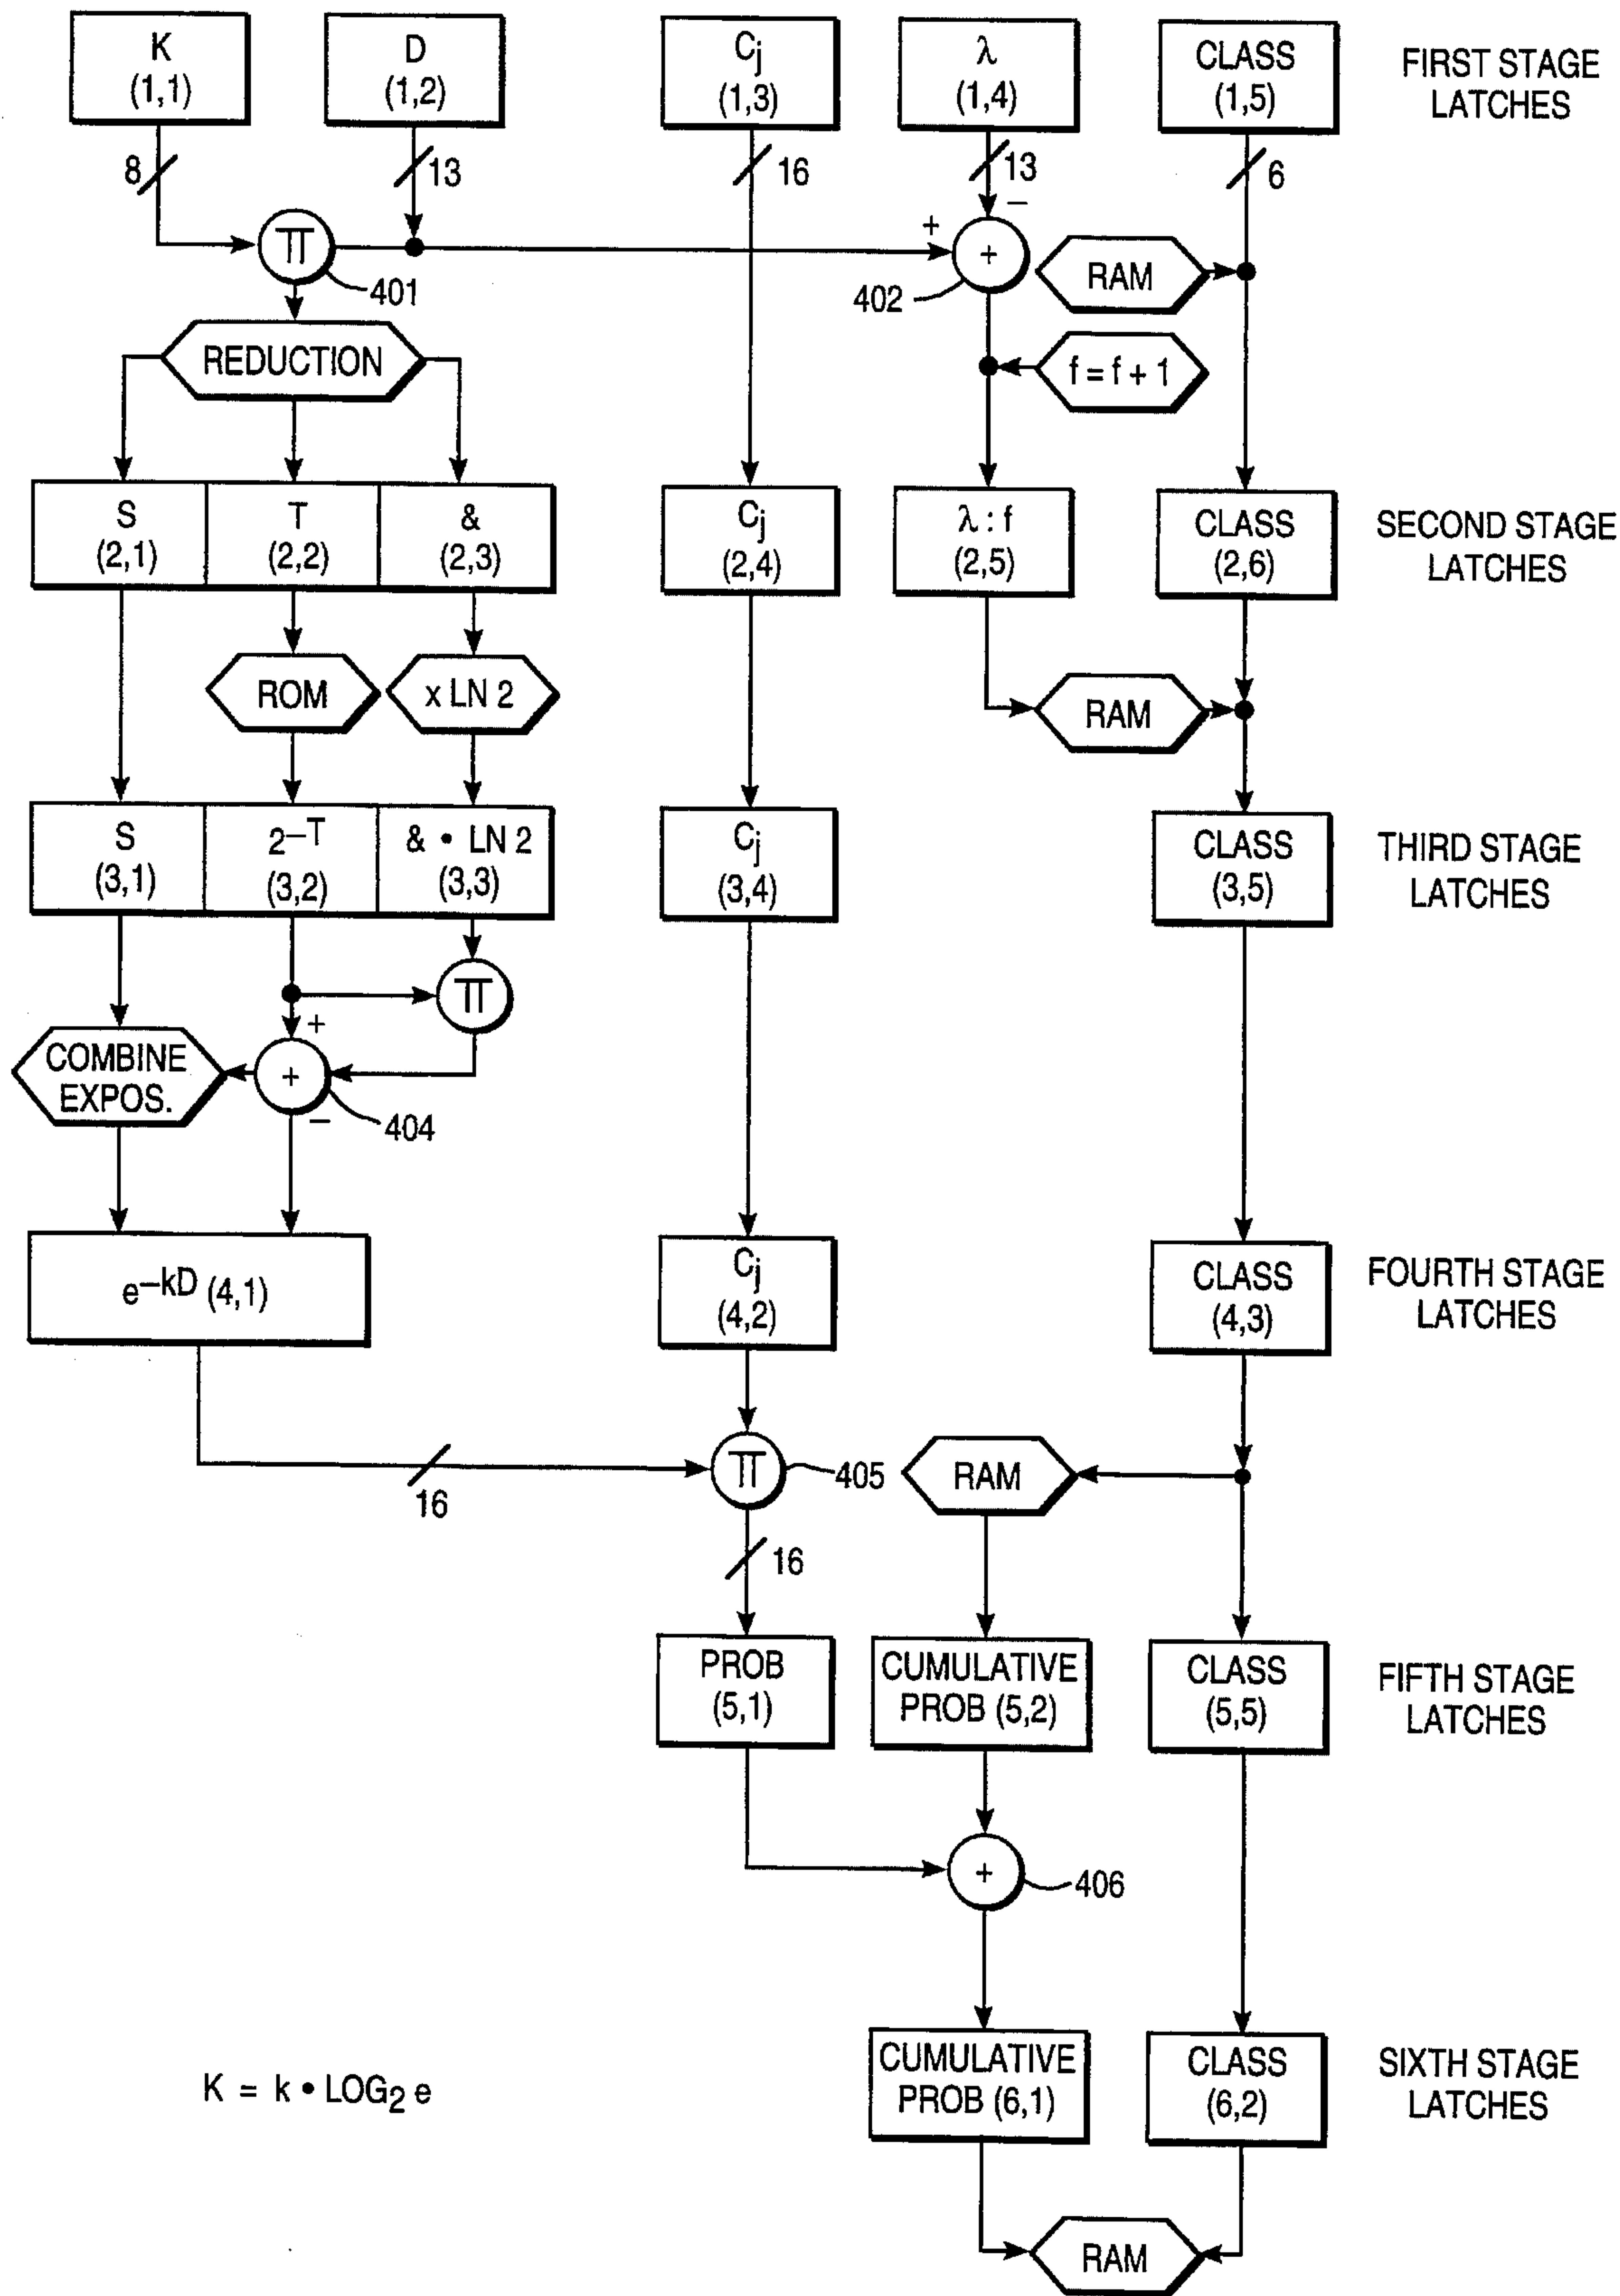 K
(1,1)
D
(1,2)
Cj
(1,3)
λ
(1,4)
CLASS
(1,5)
FIRST STAGE
LATCHES
8
13
16
13
6
∏
401
+
−
+
402
RAM
REDUCTION
f = f + 1
S
(2,1)
T
(2,2)
&
(2,3)
Cj
(2,4)
λ : f
(2,5)
CLASS
(2,6)
SECOND STAGE
LATCHES
ROM
x LN 2
RAM
S
(3,1)
2−T
(3,2)
& • LN 2
(3,3)
Cj
(3,4)
CLASS
(3,5)
THIRD STAGE
LATCHES
∏
COMBINE
EXPOS.
+
+
−
404
e−kD (4,1)
Cj
(4,2)
CLASS
(4,3)
FOURTH STAGE
LATCHES
16
∏
405
RAM
16
PROB
(5,1)
CUMULATIVE
PROB (5,2)
CLASS
(5,5)
FIFTH STAGE
LATCHES
+
406
K = k • LOG2 e
CUMULATIVE
PROB (6,1)
CLASS
(6,2)
SIXTH STAGE
LATCHES
RAM